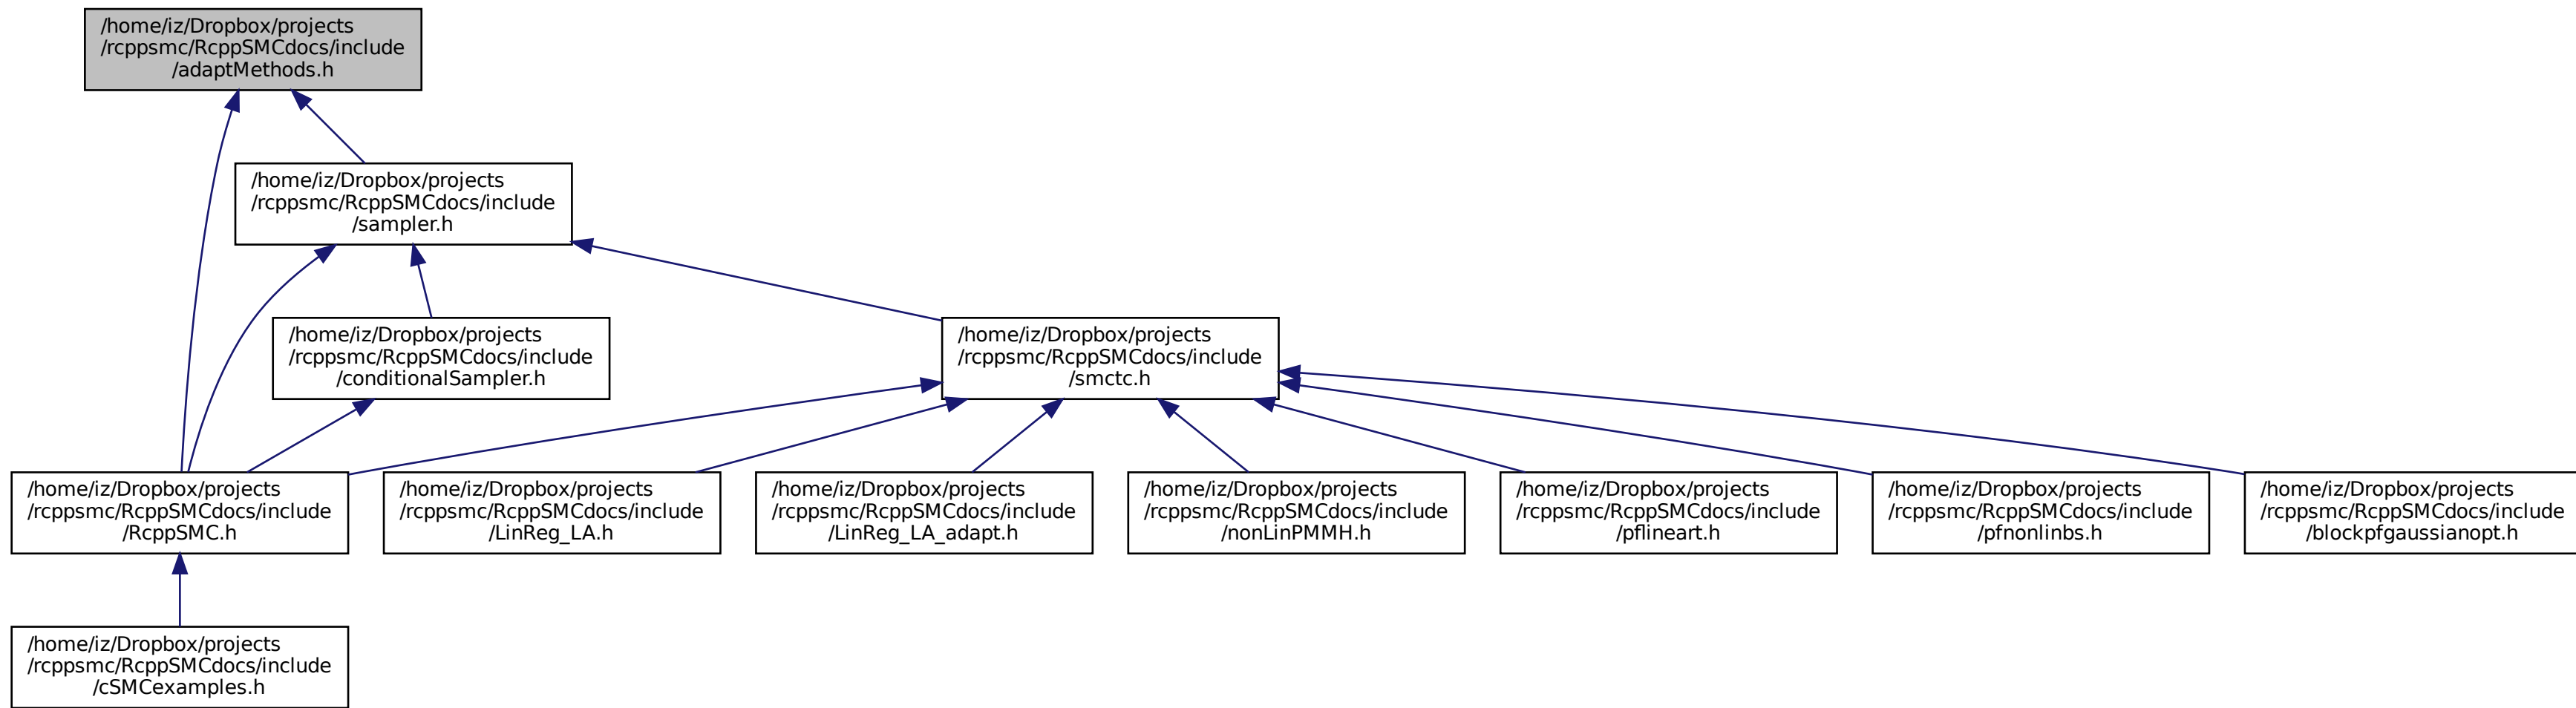 /home/iz/Dropbox/projects
/rcppsmc/RcppSMCdocs/include
/adaptMethods.h
/home/iz/Dropbox/projects
/rcppsmc/RcppSMCdocs/include
/sampler.h
/home/iz/Dropbox/projects
/rcppsmc/RcppSMCdocs/include
/conditionalSampler.h
/home/iz/Dropbox/projects
/rcppsmc/RcppSMCdocs/include
/smctc.h
/home/iz/Dropbox/projects
/rcppsmc/RcppSMCdocs/include
/RcppSMC.h
/home/iz/Dropbox/projects
/rcppsmc/RcppSMCdocs/include
/LinReg_LA.h
/home/iz/Dropbox/projects
/rcppsmc/RcppSMCdocs/include
/LinReg_LA_adapt.h
/home/iz/Dropbox/projects
/rcppsmc/RcppSMCdocs/include
/nonLinPMMH.h
/home/iz/Dropbox/projects
/rcppsmc/RcppSMCdocs/include
/pflineart.h
/home/iz/Dropbox/projects
/rcppsmc/RcppSMCdocs/include
/pfnonlinbs.h
/home/iz/Dropbox/projects
/rcppsmc/RcppSMCdocs/include
/blockpfgaussianopt.h
/home/iz/Dropbox/projects
/rcppsmc/RcppSMCdocs/include
/cSMCexamples.h